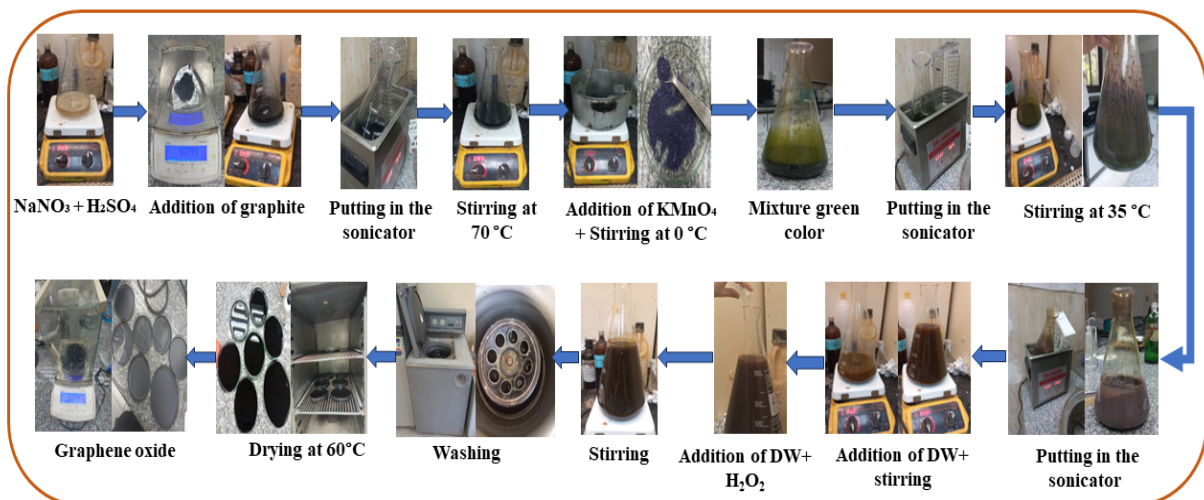 NaNO₃ + H₂SO₄
Addition of graphite
Putting in the
sonicator
Stirring at
70 °C
Addition of KMnO₄
+ Stirring at 0 °C
Mixture green
color
Putting in the
sonicator
Stirring at 35 °C
Graphene oxide
Drying at 60°C
Washing
Stirring
Addition of DW+
H₂O₂
Addition of DW+
stirring
Putting in the
sonicator